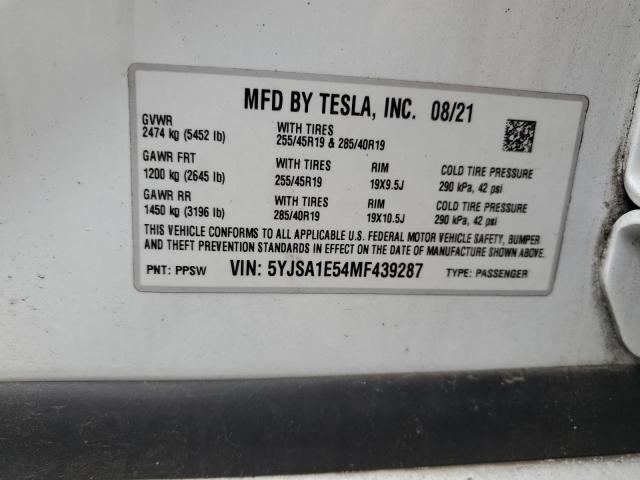 MFD BY TESLA, INC. 08/21
GVWR
2474 kg (5452 lb)
WITH TIRES
255/45R19 & 285/40R19
GAWR FRT
1200 kg (2645 lb)
WITH TIRES
255/45R19
RIM
19X9.5J
COLD TIRE PRESSURE
290 kPa, 42 psi
GAWR RR
1450 kg (3196 lb)
WITH TIRES
285/40R19
RIM
19X10.5J
COLD TIRE PRESSURE
290 kPa, 42 psi
THIS VEHICLE CONFORMS TO ALL APPLICABLE U.S. FEDERAL MOTOR VEHICLE SAFETY, BUMPER
AND THEFT PREVENTION STANDARDS IN EFFECT ON THE DATE OF MANUFACTURE SHOWN ABOVE.
PNT: PPSW VIN: 5YJSA1E54MF439287 TYPE: PASSENGER